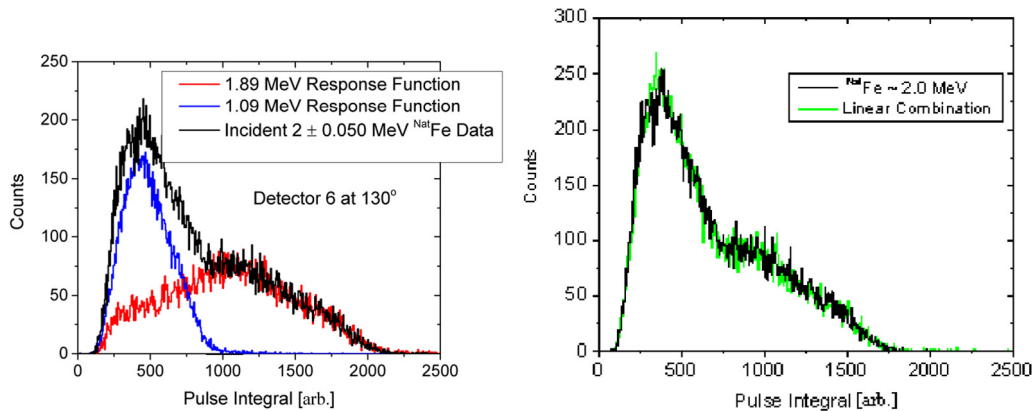 250
200
150
100
50
0
Counts
0 500 1000 1500 2000 2500
Pulse Integral [arb.]
1.89 MeV Response Function
1.09 MeV Response Function
Incident 2 ± 0.050 MeV NatFe Data
Detector 6 at 130°
300
250
200
150
100
50
0
Counts
0 500 1000 1500 2000 2500
Pulse Integral [arb.]
NatFe ~ 2.0 MeV
Linear Combination